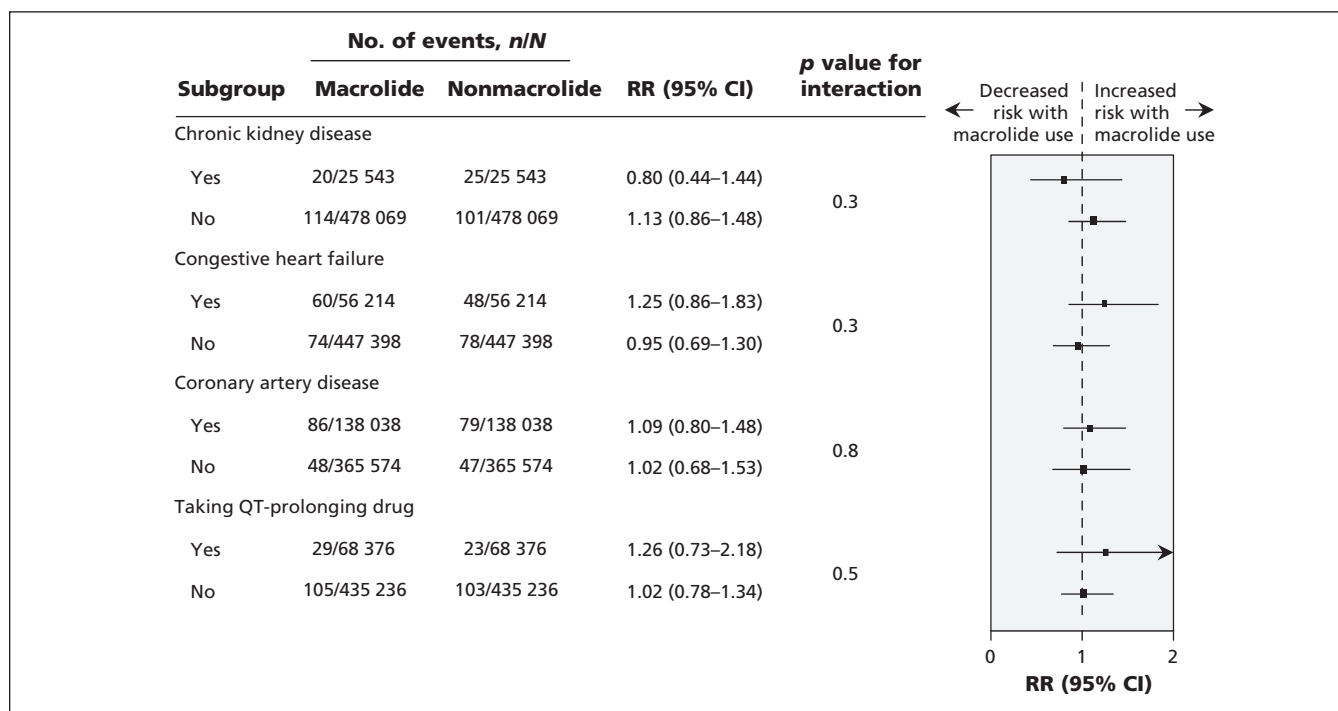 No. of events, n/N
Subgroup Macrolide Nonmacrolide RR (95% CI) p value for interaction
Decreased risk with macrolide use
Increased risk with macrolide use
Chronic kidney disease
Yes 20/25 543 25/25 543 0.80 (0.44–1.44)
0.3
No 114/478 069 101/478 069 1.13 (0.86–1.48)
Congestive heart failure
Yes 60/56 214 48/56 214 1.25 (0.86–1.83)
0.3
No 74/447 398 78/447 398 0.95 (0.69–1.30)
Coronary artery disease
Yes 86/138 038 79/138 038 1.09 (0.80–1.48)
0.8
No 48/365 574 47/365 574 1.02 (0.68–1.53)
Taking QT-prolonging drug
Yes 29/68 376 23/68 376 1.26 (0.73–2.18)
0.5
No 105/435 236 103/435 236 1.02 (0.78–1.34)
0 1 2
RR (95% CI)